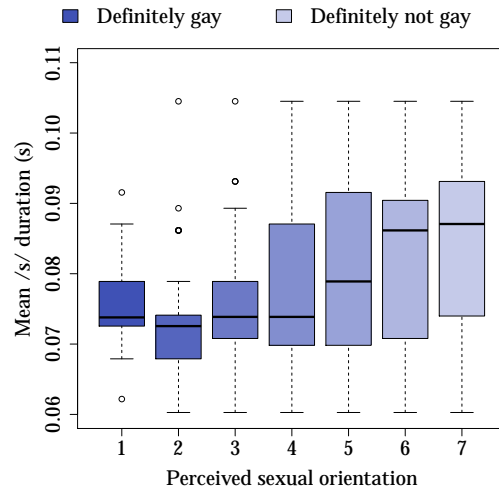 Definitely gay Definitely not gay
Mean /s/ duration (s)
0.11
0.10
0.09
0.08
0.07
0.06
1 2 3 4 5 6 7
Perceived sexual orientation